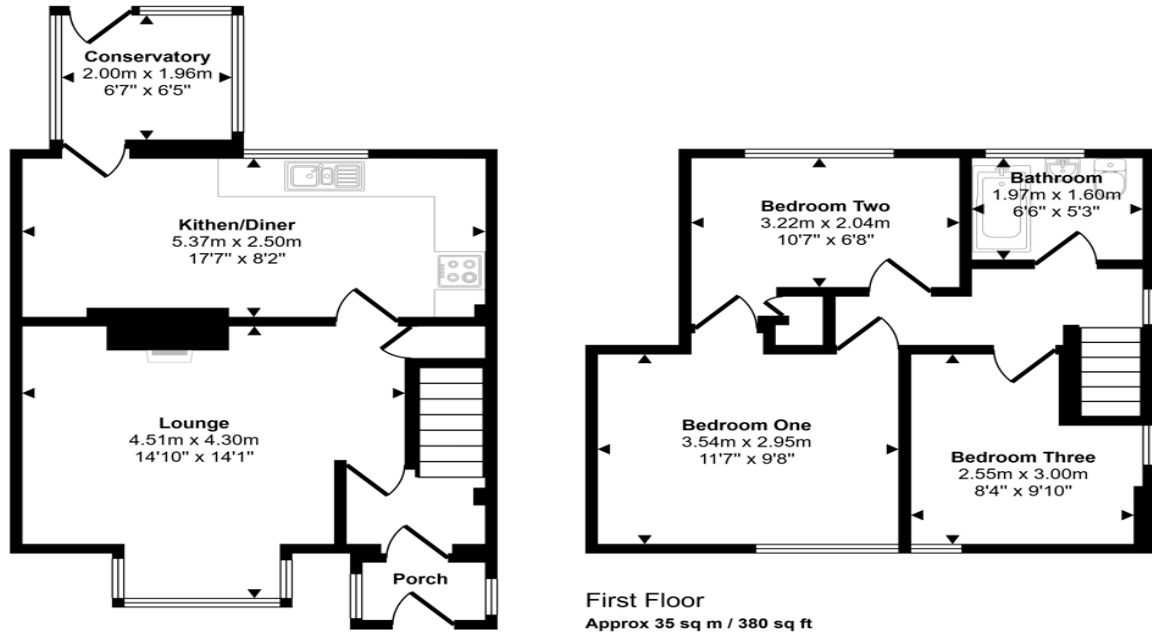 Conservatory
2.00m x 1.96m
6'7" x 6'5"
Kithen/Diner
5.37m x 2.50m
17'7" x 8'2"
Lounge
4.51m x 4.30m
14'10" x 14'1"
Porch
Bedroom Two
3.22m x 2.04m
10'7" x 6'8"
Bathroom
1.97m x 1.60m
6'6" x 5'3"
Bedroom One
3.54m x 2.95m
11'7" x 9'8"
Bedroom Three
2.55m x 3.00m
8'4" x 9'10"
First Floor
Approx 35 sq m / 380 sq ft